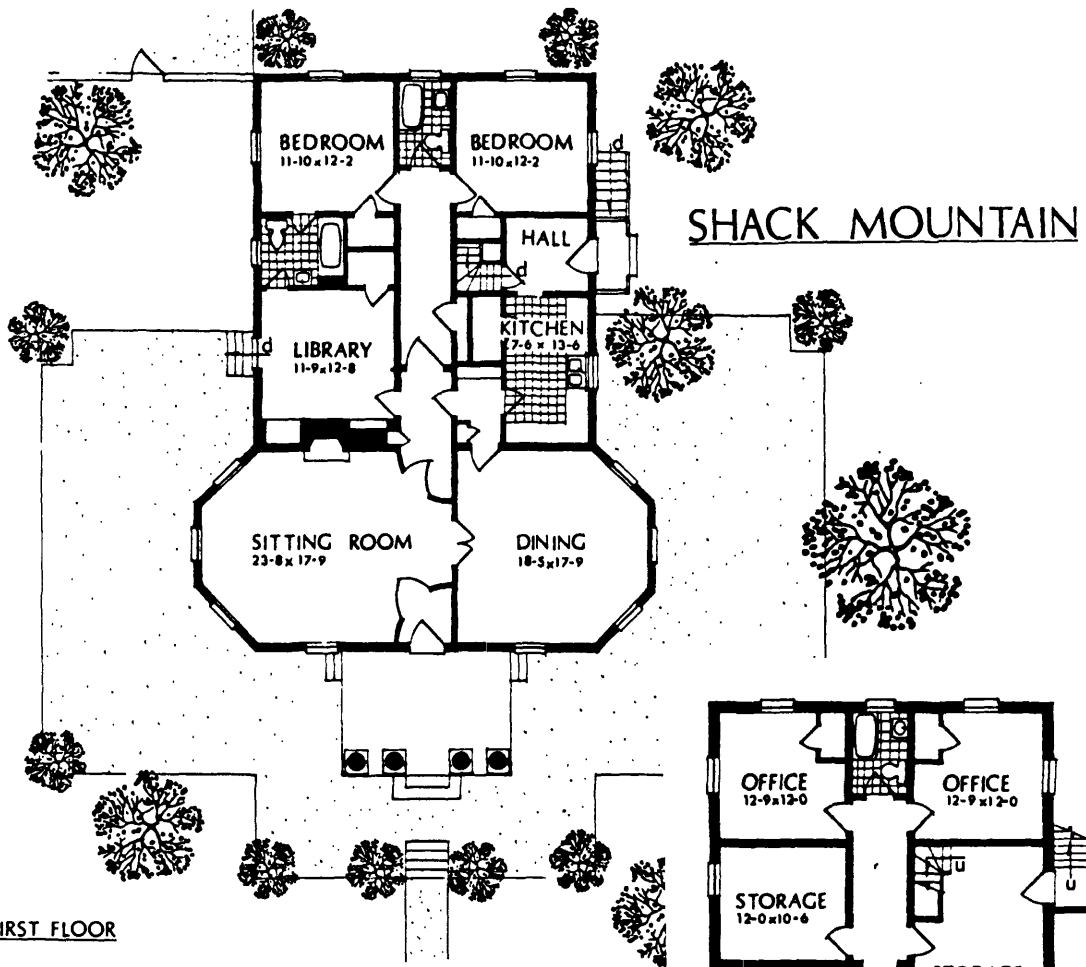 BEDROOM
11-10x12-2
BEDROOM
11-10x12-2
d
SHACK MOUNTAIN
HALL
d
KITCHEN
7-6 x 13-6
d
LIBRARY
11-9x12-8
SITTING ROOM
23-8x17-9
DINING
18-5x17-9
OFFICE
12-9x12-0
OFFICE
12-9x12-0
u
u
STORAGE
12-0x10-6
IRST FLOOR